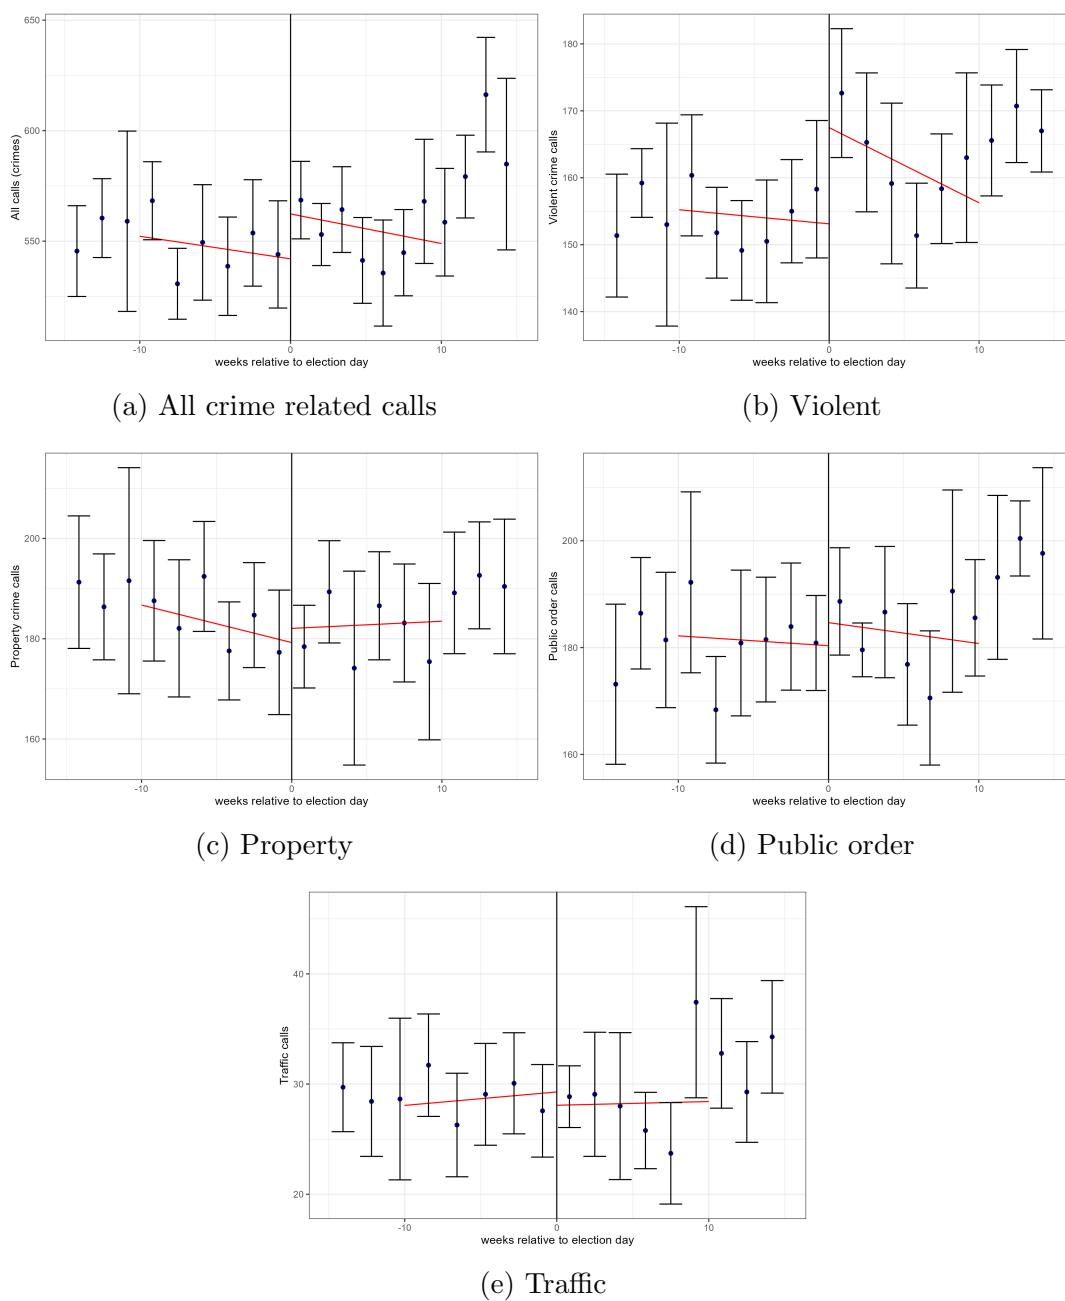 650
600
550
All calls (crimes)
-10 0 10
weeks relative to election day
(a) All crime related calls
180
170
160
150
140
Violent crime calls
-10 0 10
weeks relative to election day
(b) Violent
200
180
160
Property crime calls
-10 0 10
weeks relative to election day
(c) Property
200
180
160
Public order calls
-10 0 10
weeks relative to election day
(d) Public order
40
30
20
Traffic calls
-10 0 10
weeks relative to election day
(e) Traffic